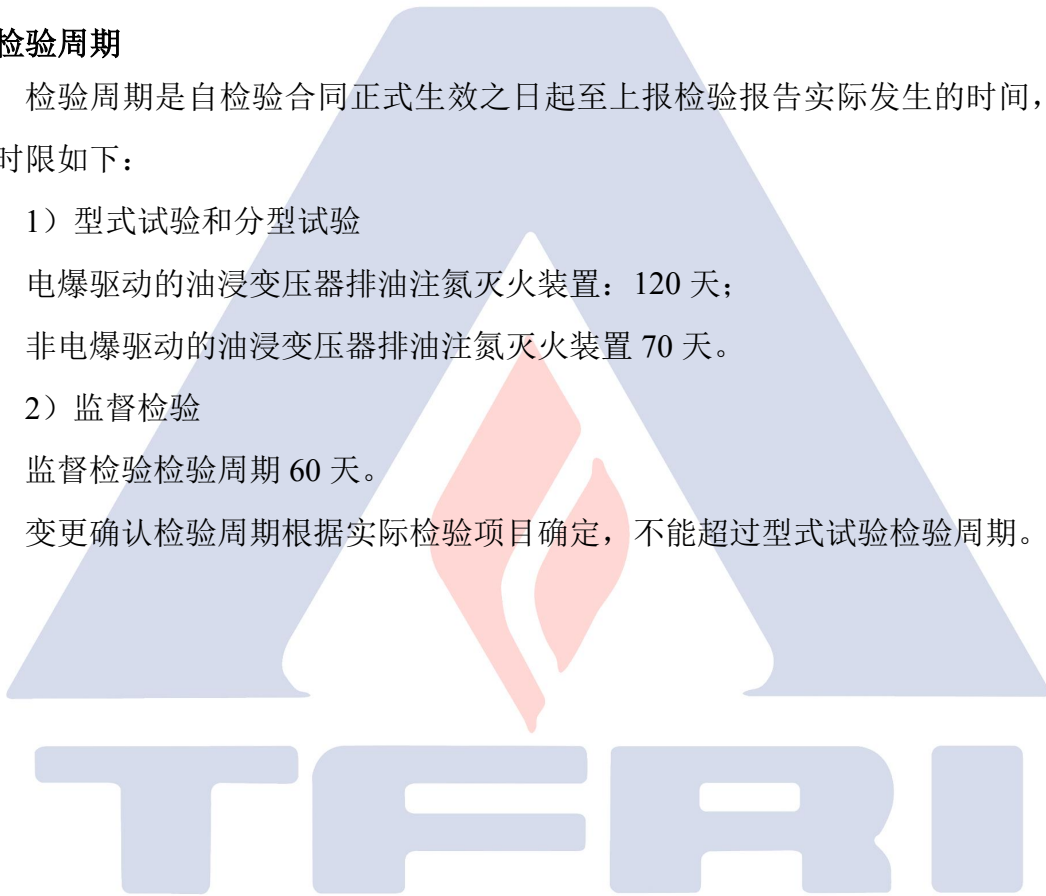 检验周期
检验周期是自检验合同正式生效之日起至上报检验报告实际发生的时间，
时限如下：
1）型式试验和分型试验
电爆驱动的油浸变压器排油注氮灭火装置：120 天；
非电爆驱动的油浸变压器排油注氮灭火装置 70 天。
2）监督检验
监督检验检验周期 60 天。
变更确认检验周期根据实际检验项目确定，不能超过型式试验检验周期。
TFRI